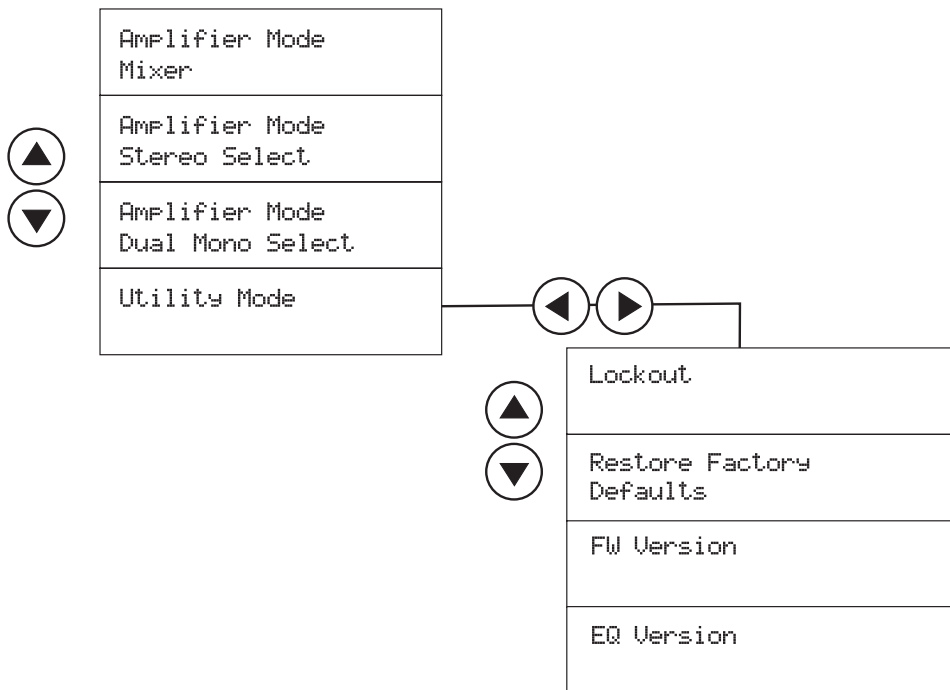 Amplifier Mode
Mixer
Amplifier Mode
Stereo Select
Amplifier Mode
Dual Mono Select
Utility Mode
Lockout
Restore Factory
Defaults
FW Version
EQ Version